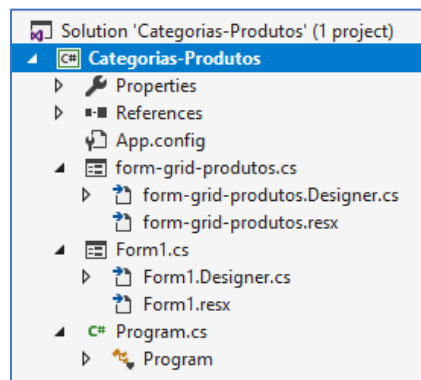 Solution 'Categorias-Produtos' (1 project)
C# Categorias-Produtos
Properties
References
App.config
form-grid-produtos.cs
form-grid-produtos.Designer.cs
form-grid-produtos.resx
Form1.cs
Form1.Designer.cs
Form1.resx
C# Program.cs
Program